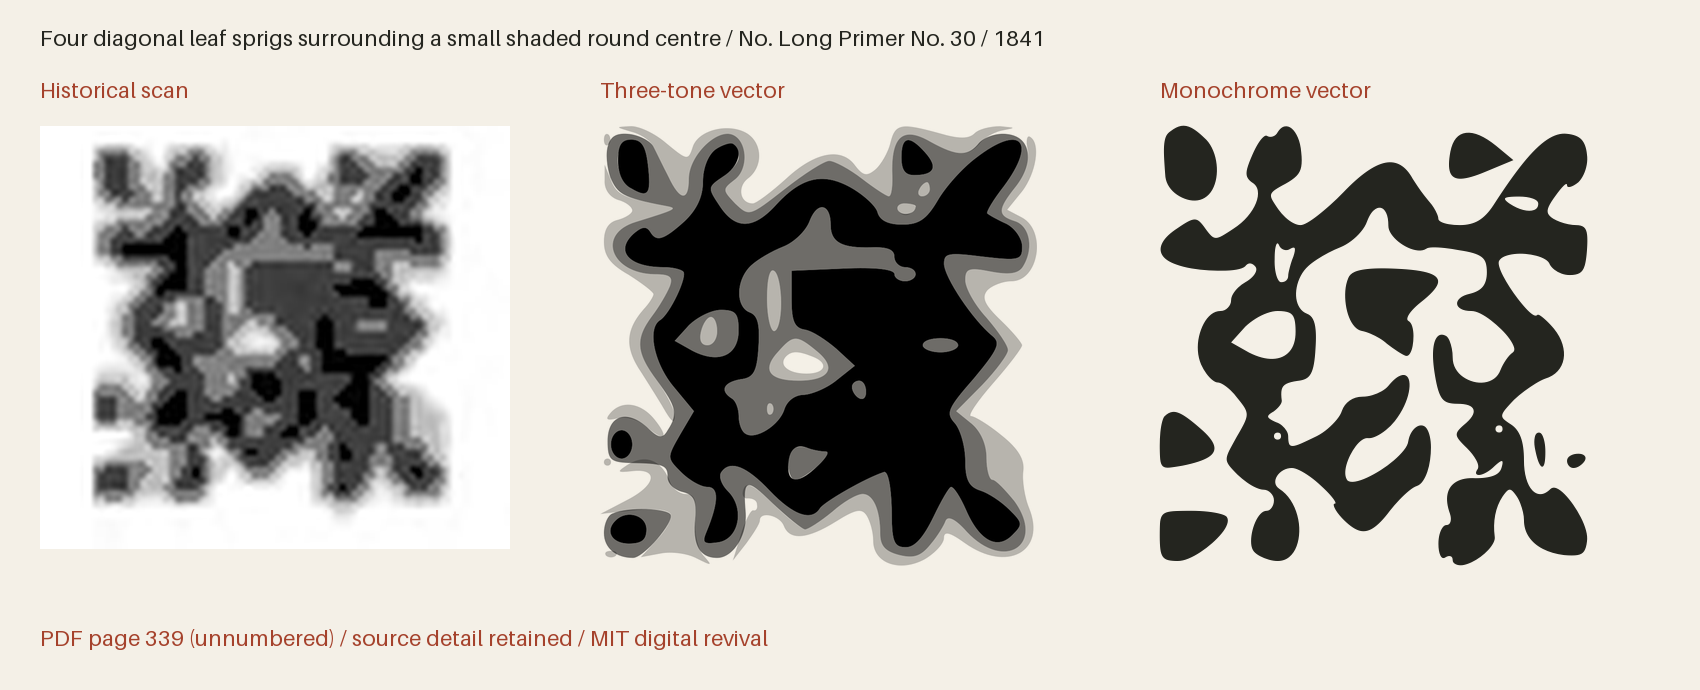 Four diagonal leaf sprigs surrounding a small shaded round centre / No. Long Primer No. 30 / 1841
Historical scan
Three-tone vector
Monochrome vector
PDF page 339 (unnumbered) / source detail retained / MIT digital revival